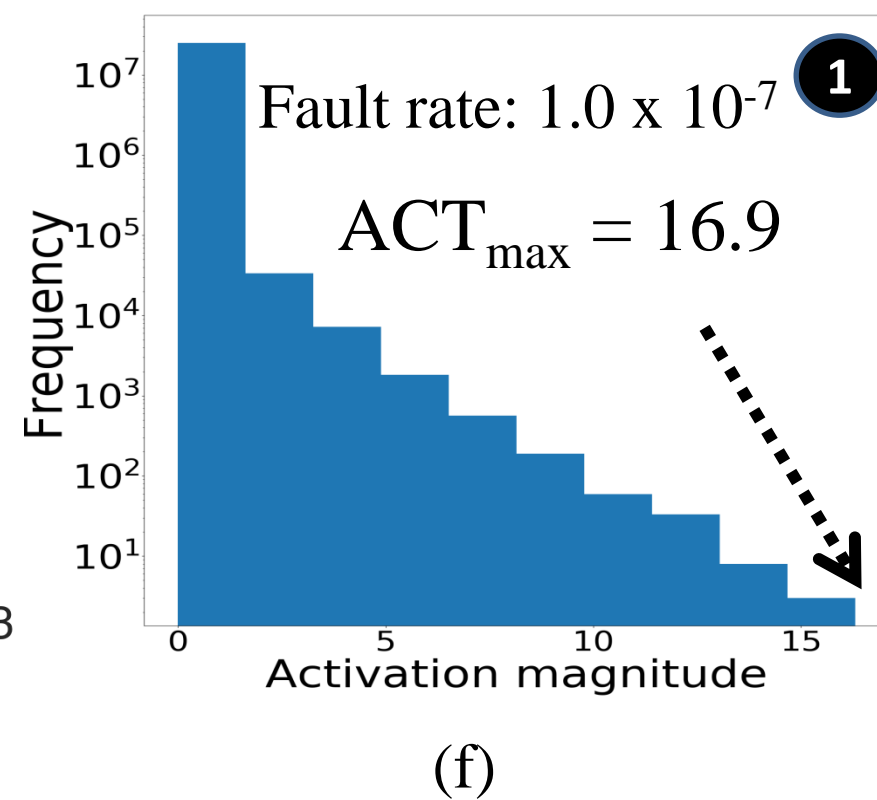 Fault rate: 1.0 x 10⁻⁷
1
ACTmax = 16.9
Frequency
10⁷
10⁶
10⁵
10⁴
10³
10²
10¹
3
0 5 10 15
Activation magnitude
(f)